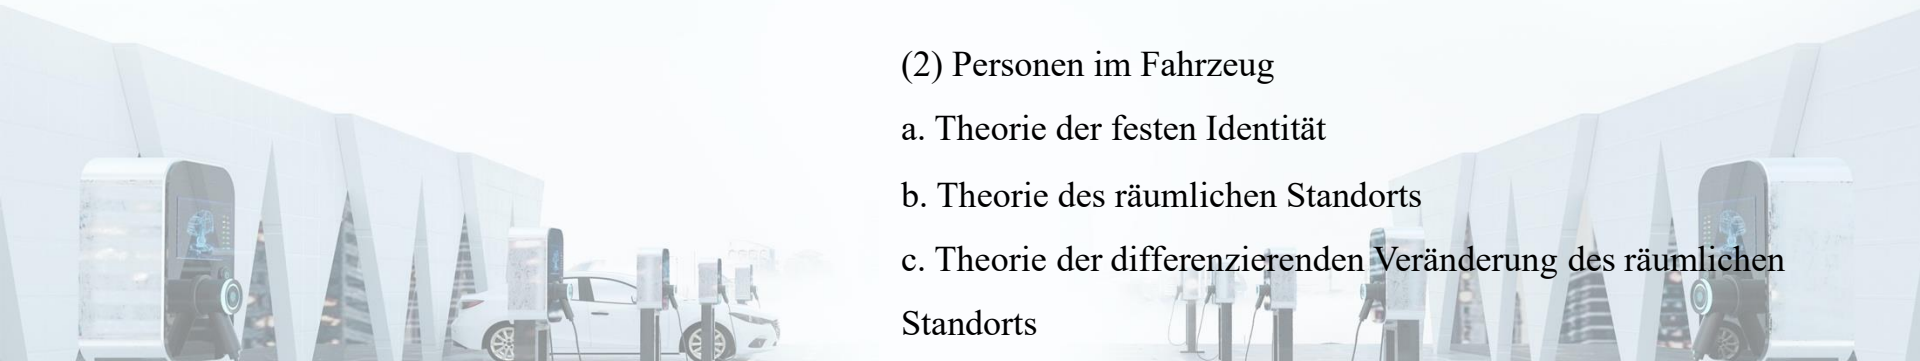 (2) Personen im Fahrzeug
a. Theorie der festen Identität
b. Theorie des räumlichen Standorts
c. Theorie der differenzierenden Veränderung des räumlichen
Standorts